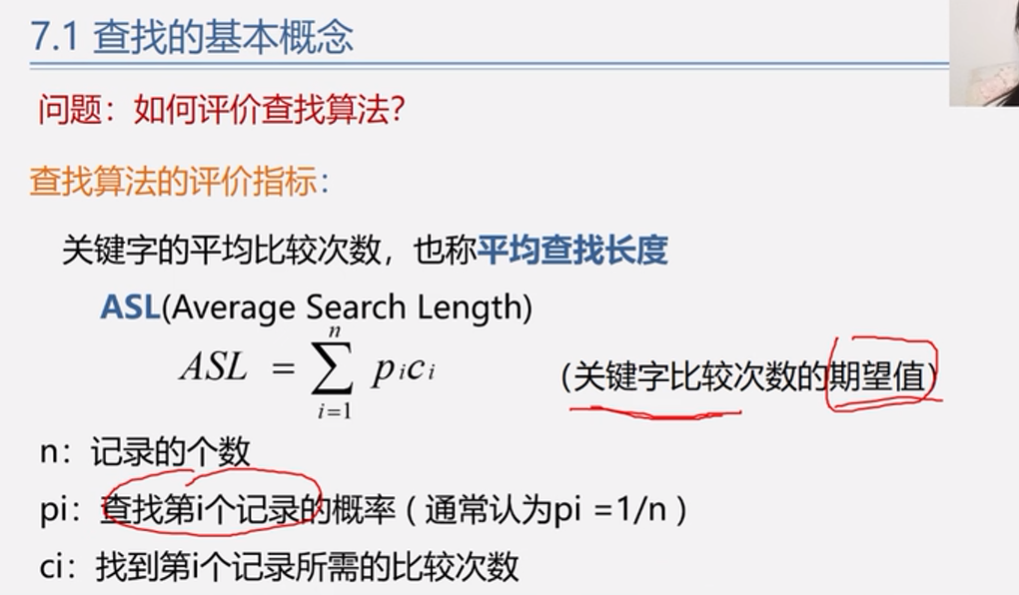 7.1 查找的基本概念
问题：如何评价查找算法？
查找算法的评价指标：
关键字的平均比较次数，也称平均查找长度
ASL(Average Search Length)
ASL = ∑ p i c i
n
i=1
(关键字比较次数的期望值)
n：记录的个数
pi：查找第i个记录的概率 ( 通常认为pi =1/n )
ci：找到第i个记录所需的比较次数